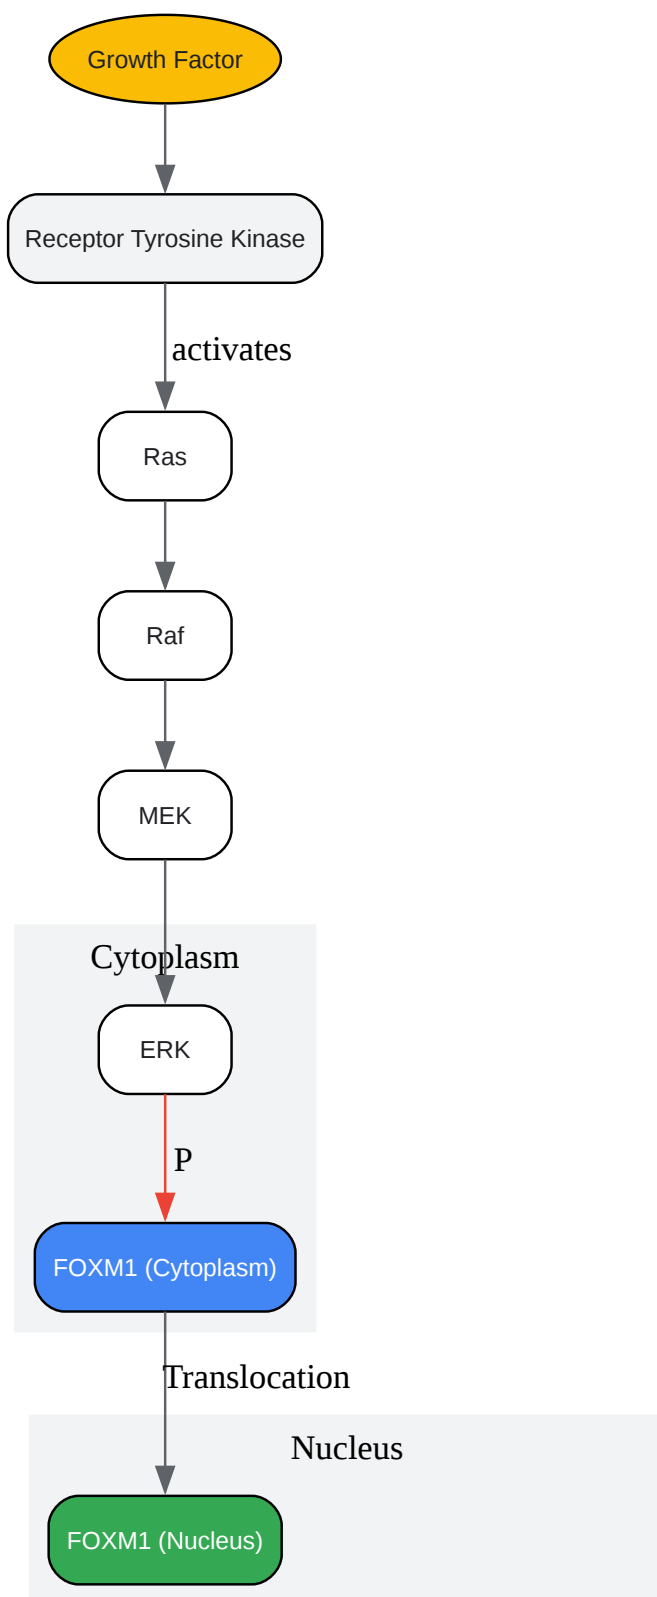 Growth Factor
Receptor Tyrosine Kinase
activates
Ras
Raf
MEK
Cytoplasm
ERK
P
FOXM1 (Cytoplasm)
Translocation
Nucleus
FOXM1 (Nucleus)